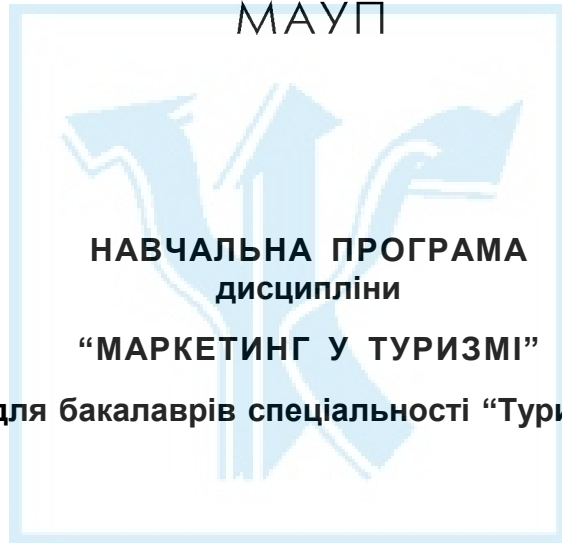 МАУП
НАВЧАЛЬНА ПРОГРАМА
дисципліни
“МАРКЕТИНГ У ТУРИЗМІ”
для бакалаврів спеціальності